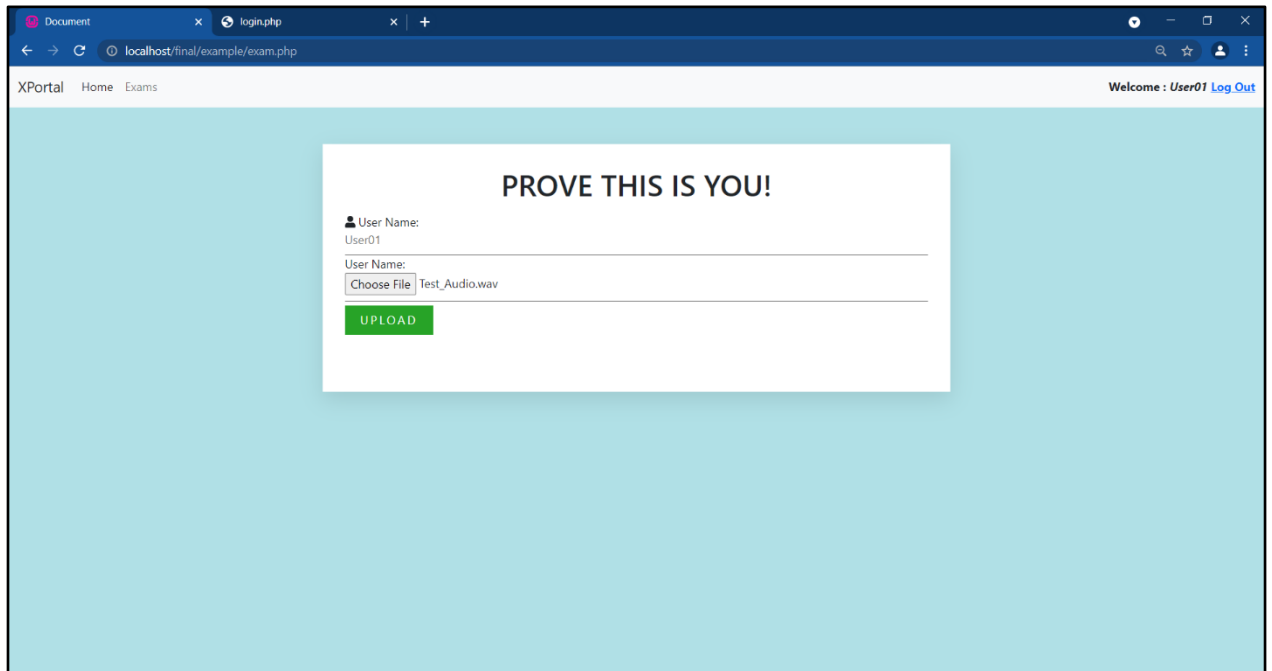 Document login.php
localhost/final/example/exam.php
XPortal Home Exams Welcome : User01 Log Out
PROVE THIS IS YOU!
User Name:
User01
User Name:
Choose File Test_Audio.wav
UPLOAD